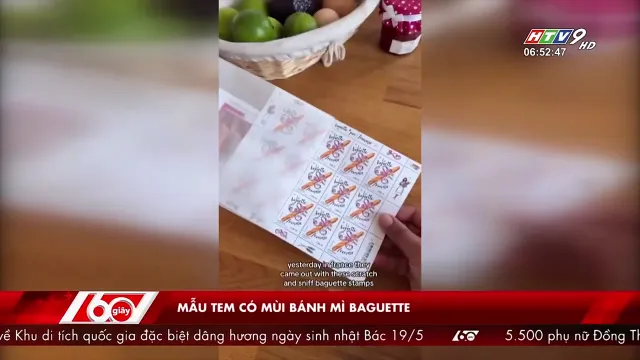 HTV9 HD
06:52:47
yesterday in france they
came out with these scratch
and sniff baguette stamps
60 giây
MẪU TEM CÓ MÙI BÁNH MÌ BAGUETTE
về Khu di tích quốc gia đặc biệt dâng hương ngày sinh nhật Bác 19/5 60 giây 5.500 phụ nữ Đồng Th